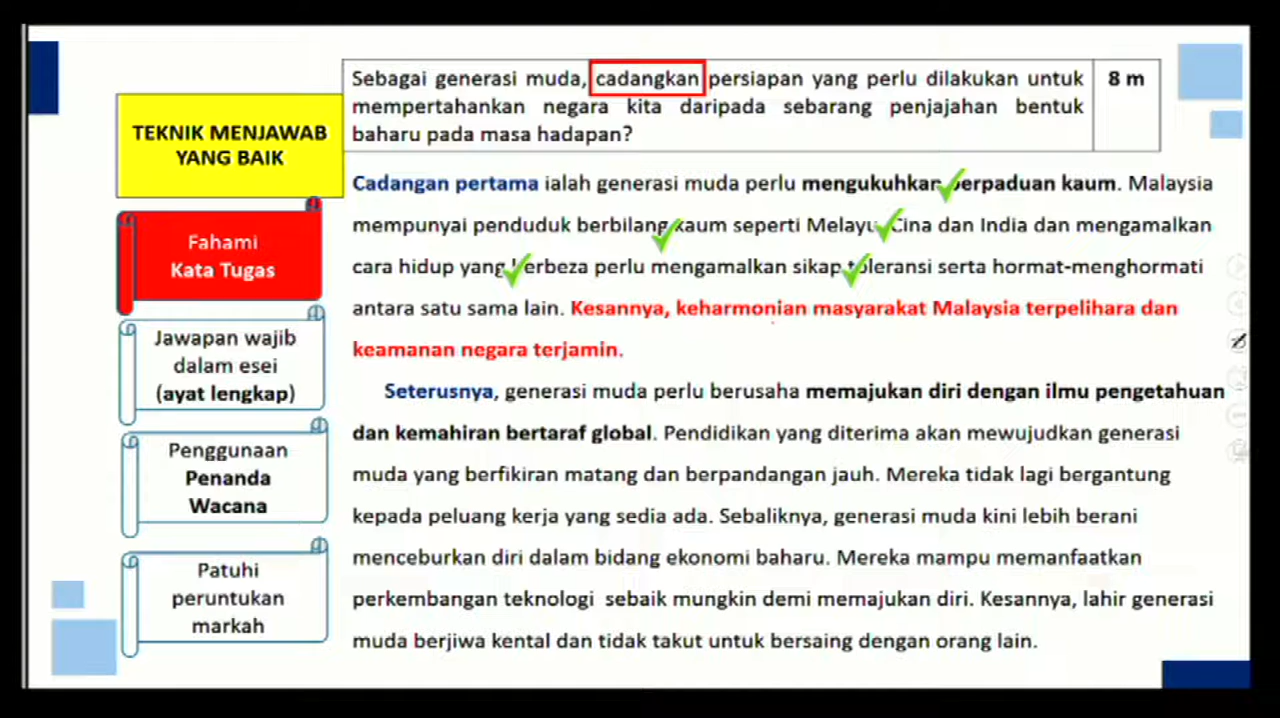 Sebagai generasi muda, cadangkan persiapan yang perlu dilakukan untuk
mempertahankan negara kita daripada sebarang penjajahan bentuk
baharu pada masa hadapan?
8 m
TEKNIK MENJAWAB
YANG BAIK
Fahami
Kata Tugas
Jawapan wajib
dalam esei
(ayat lengkap)
Penggunaan
Penanda
Wacana
Patuhi
peruntukan
markah
Cadangan pertama ialah generasi muda perlu mengukuhkan perpaduan kaum. Malaysia
mempunyai penduduk berbilang kaum seperti Melayu, Cina dan India dan mengamalkan
cara hidup yang berbeza perlu mengamalkan sikap toleransi serta hormat-menghormati
antara satu sama lain. Kesannya, keharmonian masyarakat Malaysia terpelihara dan
keamanan negara terjamin.
Seterusnya, generasi muda perlu berusaha memajukan diri dengan ilmu pengetahuan
dan kemahiran bertaraf global. Pendidikan yang diterima akan mewujudkan generasi
muda yang berfikiran matang dan berpandangan jauh. Mereka tidak lagi bergantung
kepada peluang kerja yang sedia ada. Sebaliknya, generasi muda kini lebih berani
menceburkan diri dalam bidang ekonomi baharu. Mereka mampu memanfaatkan
perkembangan teknologi sebaik mungkin demi memajukan diri. Kesannya, lahir generasi
muda berjiwa kental dan tidak takut untuk bersaing dengan orang lain.